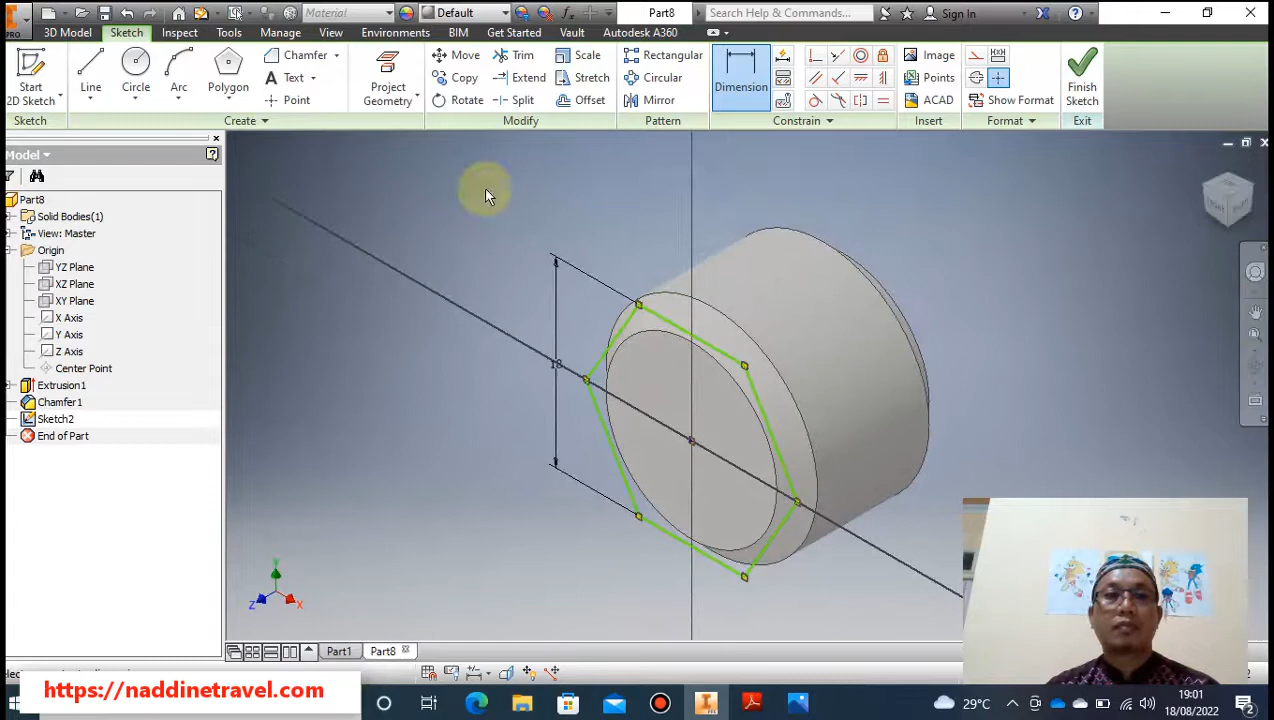 PRO
Material
Default
Part8
Search Help & Commands...
Sign In
3D Model
Sketch
Inspect
Tools
Manage
View
Environments
BIM
Get Started
Vault
Autodesk A360
Start
2D Sketch
Line
Circle
Arc
Polygon
Chamfer
Text
Point
Project
Geometry
Move
Copy
Rotate
Trim
Extend
Split
Scale
Stretch
Offset
Rectangular
Circular
Mirror
Dimension
Image
Points
ACAD
Show Format
Finish
Sketch
Sketch
Create
Modify
Pattern
Constrain
Insert
Format
Exit
Model
Part8
Solid Bodies(1)
View: Master
Origin
YZ Plane
XZ Plane
XY Plane
X Axis
Y Axis
Z Axis
Center Point
Extrusion1
Chamfer1
Sketch2
End of Part
18
Y
Z
X
Part1
Part8
https://naddinetravel.com
29°C
19:01
18/08/2022
2